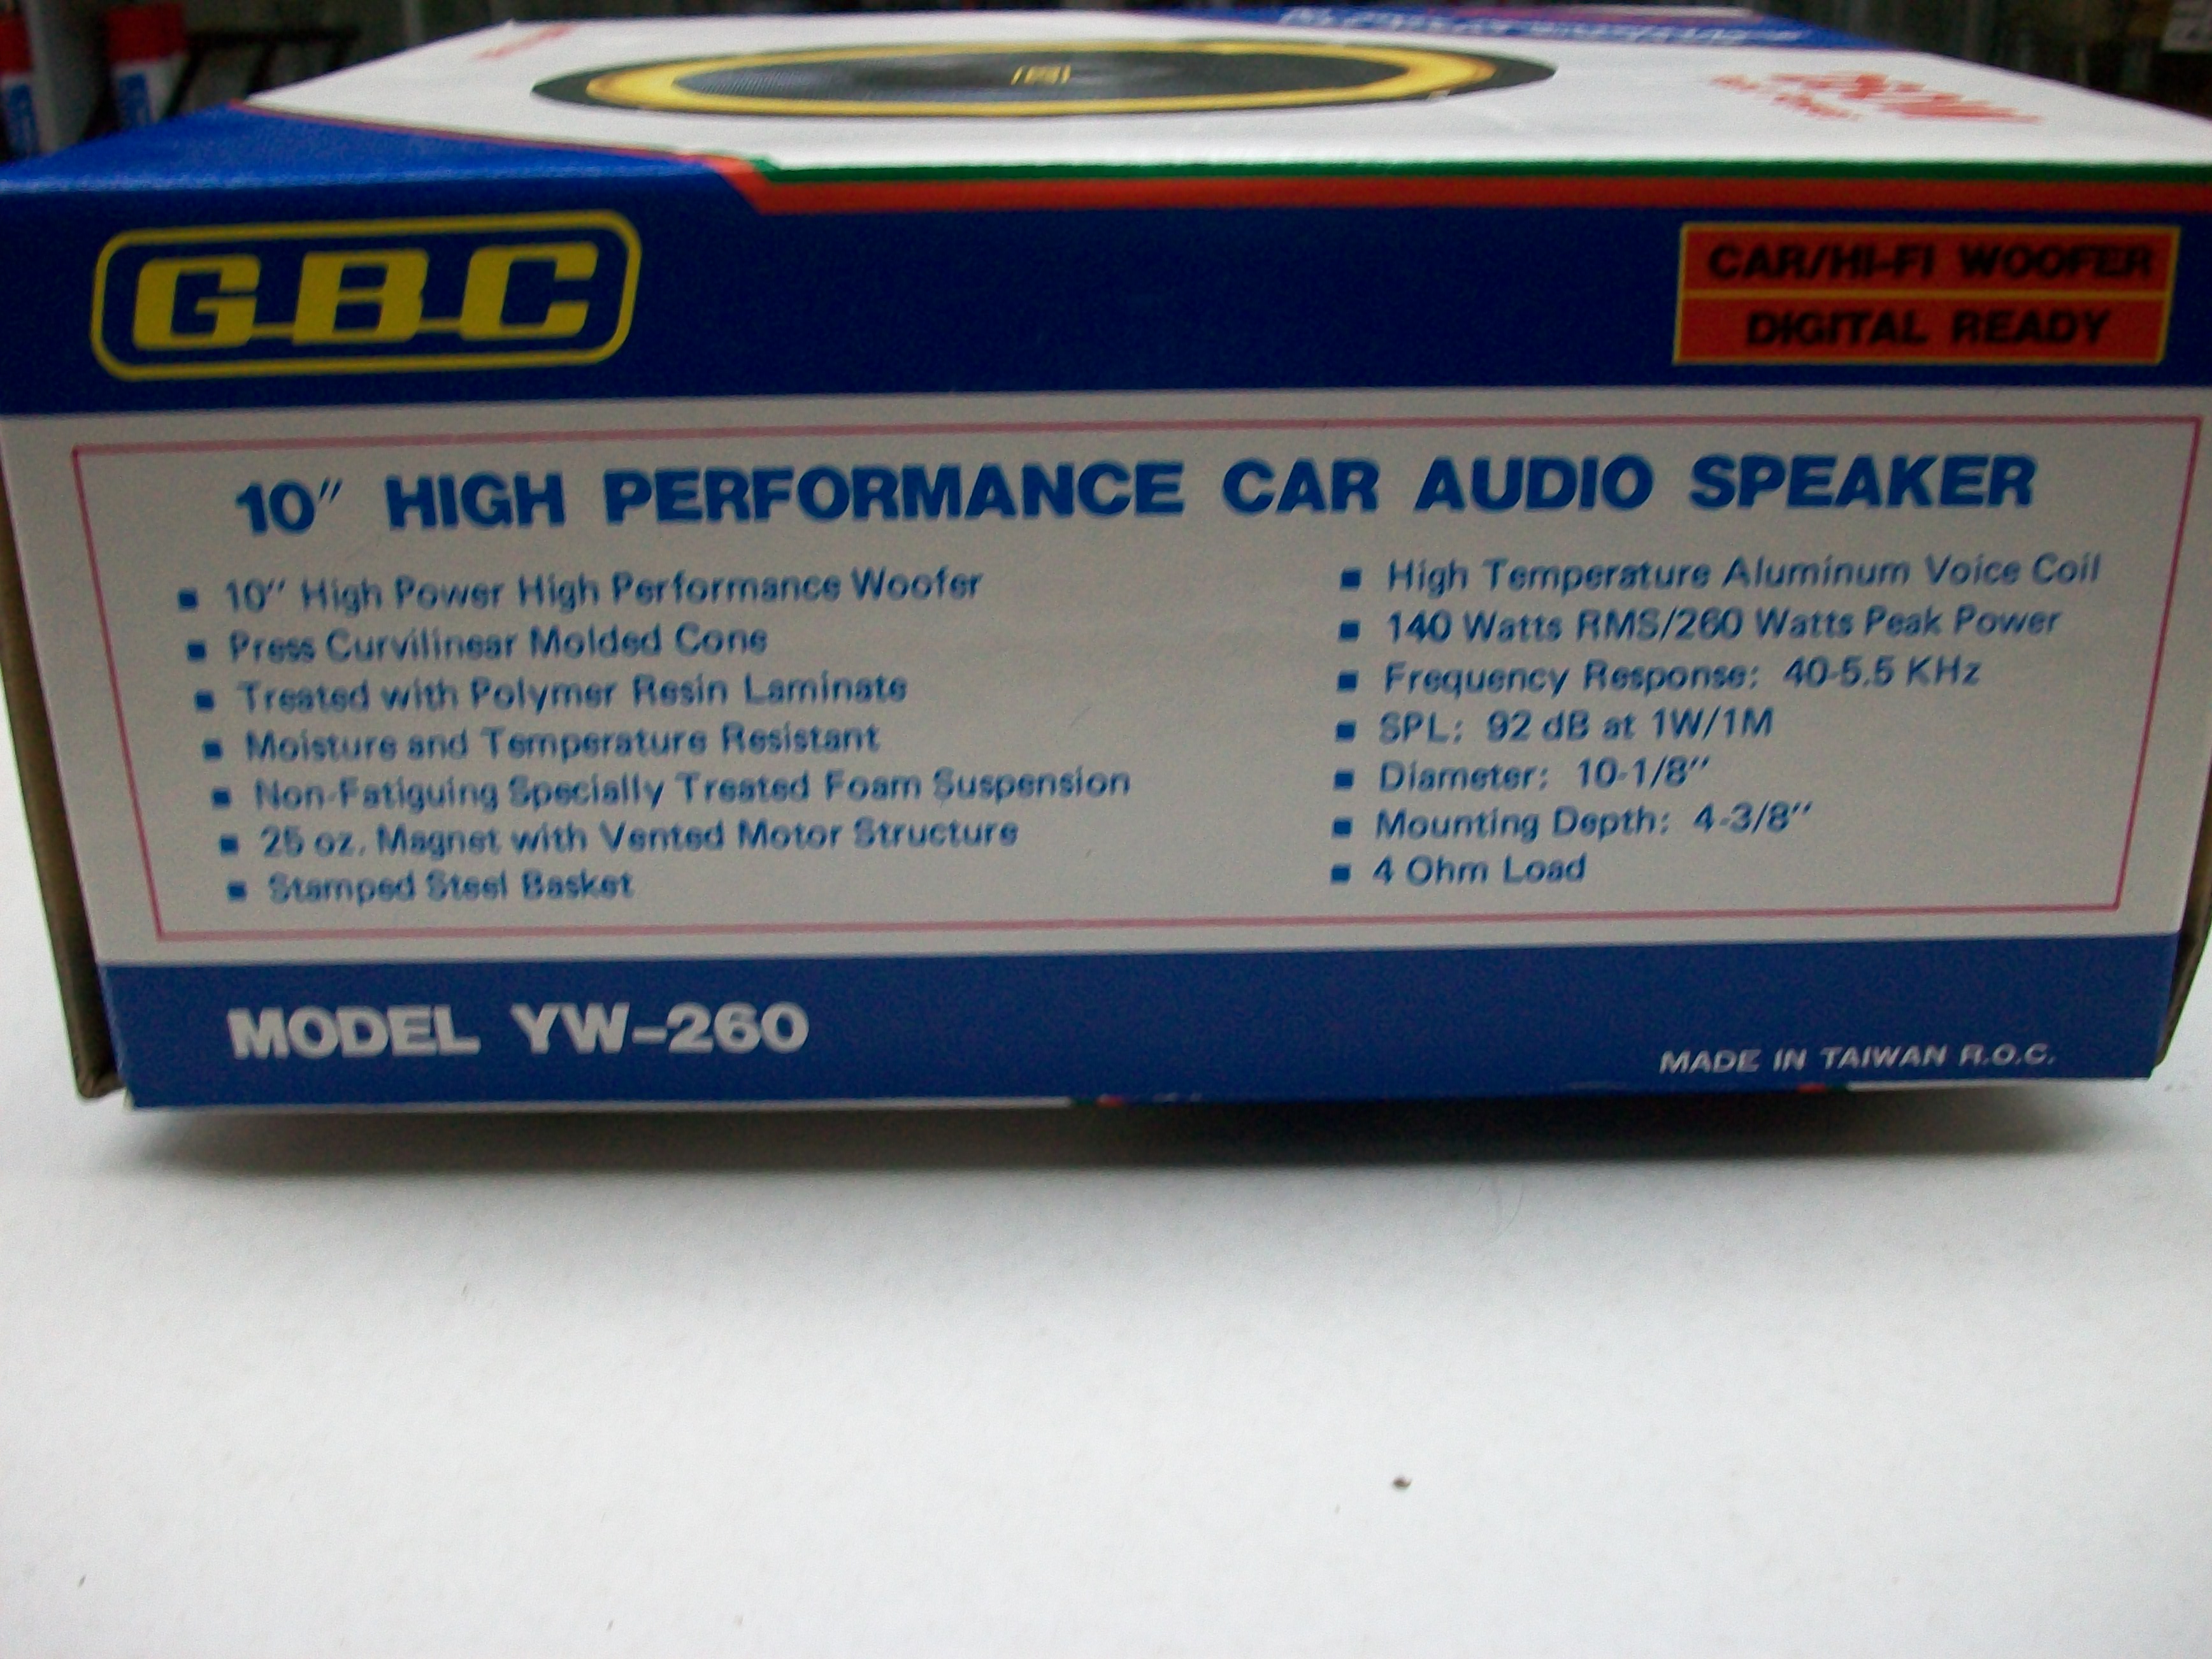 GBC
CAR/HI-FI WOOFER
DIGITAL READY
10" HIGH PERFORMANCE CAR AUDIO SPEAKER
▪ 10" High Power High Performance Woofer
▪ Press Curvilinear Molded Cone
▪ Treated with Polymer Resin Laminate
▪ Moisture and Temperature Resistant
▪ Non-Fatiguing Specially Treated Foam Suspension
▪ 25 oz. Magnet with Vented Motor Structure
▪ Stamped Steel Basket
▪ High Temperature Aluminum Voice Coil
▪ 140 Watts RMS/260 Watts Peak Power
▪ Frequency Response: 40-5.5 KHz
▪ SPL: 92 dB at 1W/1M
▪ Diameter: 10-1/8"
▪ Mounting Depth: 4-3/8"
▪ 4 Ohm Load
MODEL YW-260
MADE IN TAIWAN R.O.C.